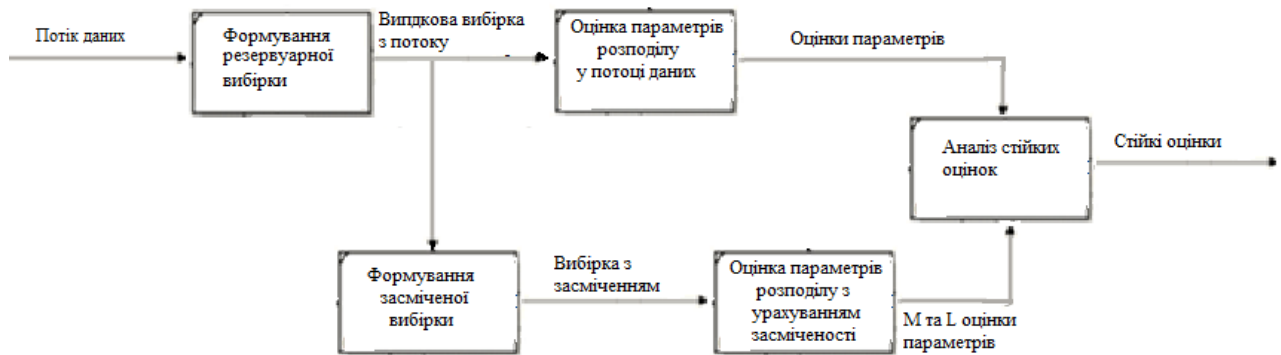 Потік даних
Формування
резервуарної
вибірки
Випдкова вибірка
з потоку
Оцінка параметрів
розподілу
у потоці даних
Оцінки параметрів
Аналіз стійких
оцінок
Стійкі оцінки
Формування
засміченої
вибірки
Вибірка з
засміченням
Оцінка параметрів
розподілу з
урахуванням
засміченості
М та L оцінки
параметрів